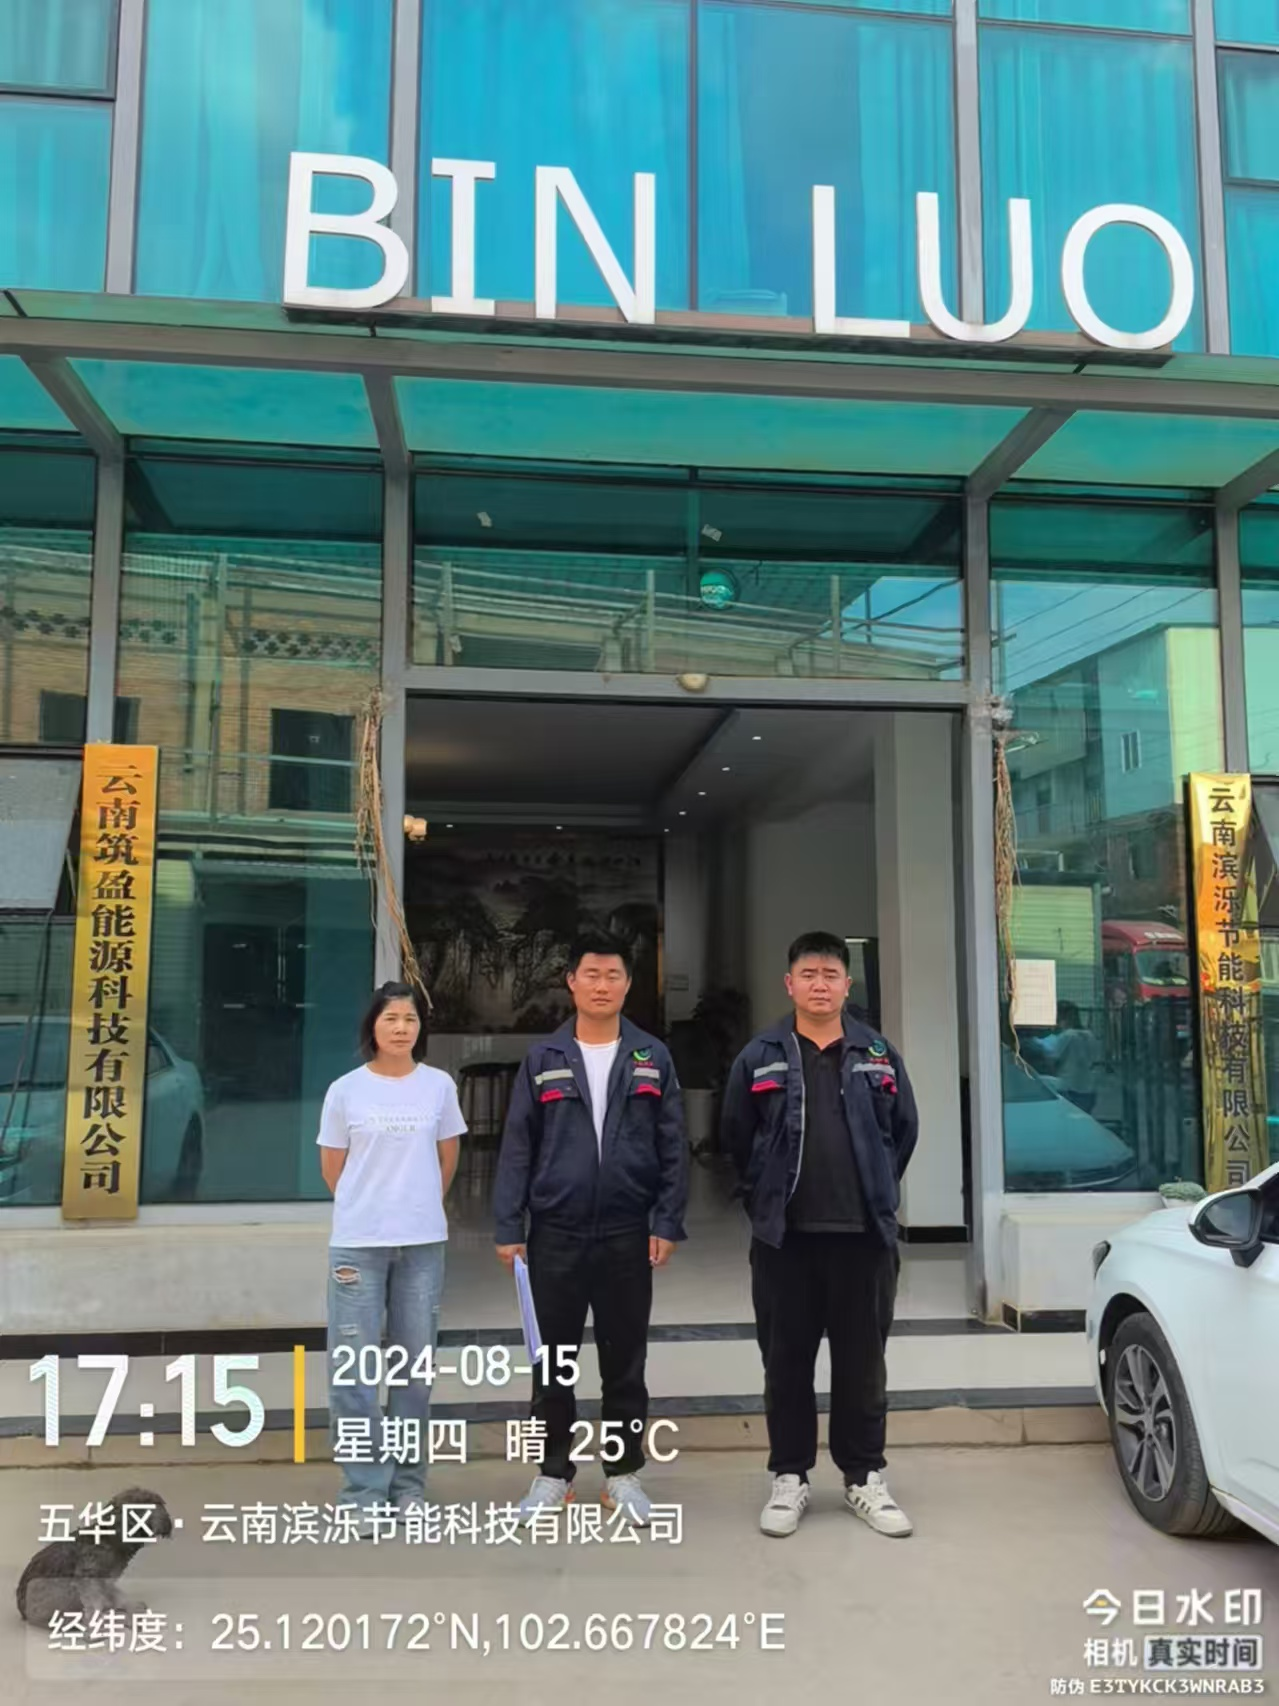 BIN LUO
云南筑盈能源科技有限公司
云南滨泺节能科技有限公司
17:15
2024-08-15
星期四 晴 25°C
五华区·云南滨泺节能科技有限公司
经纬度：25.120172°N,102.667824°E
今日水印
相机 真实时间
防伪 E3TYKCK3WNRAB3